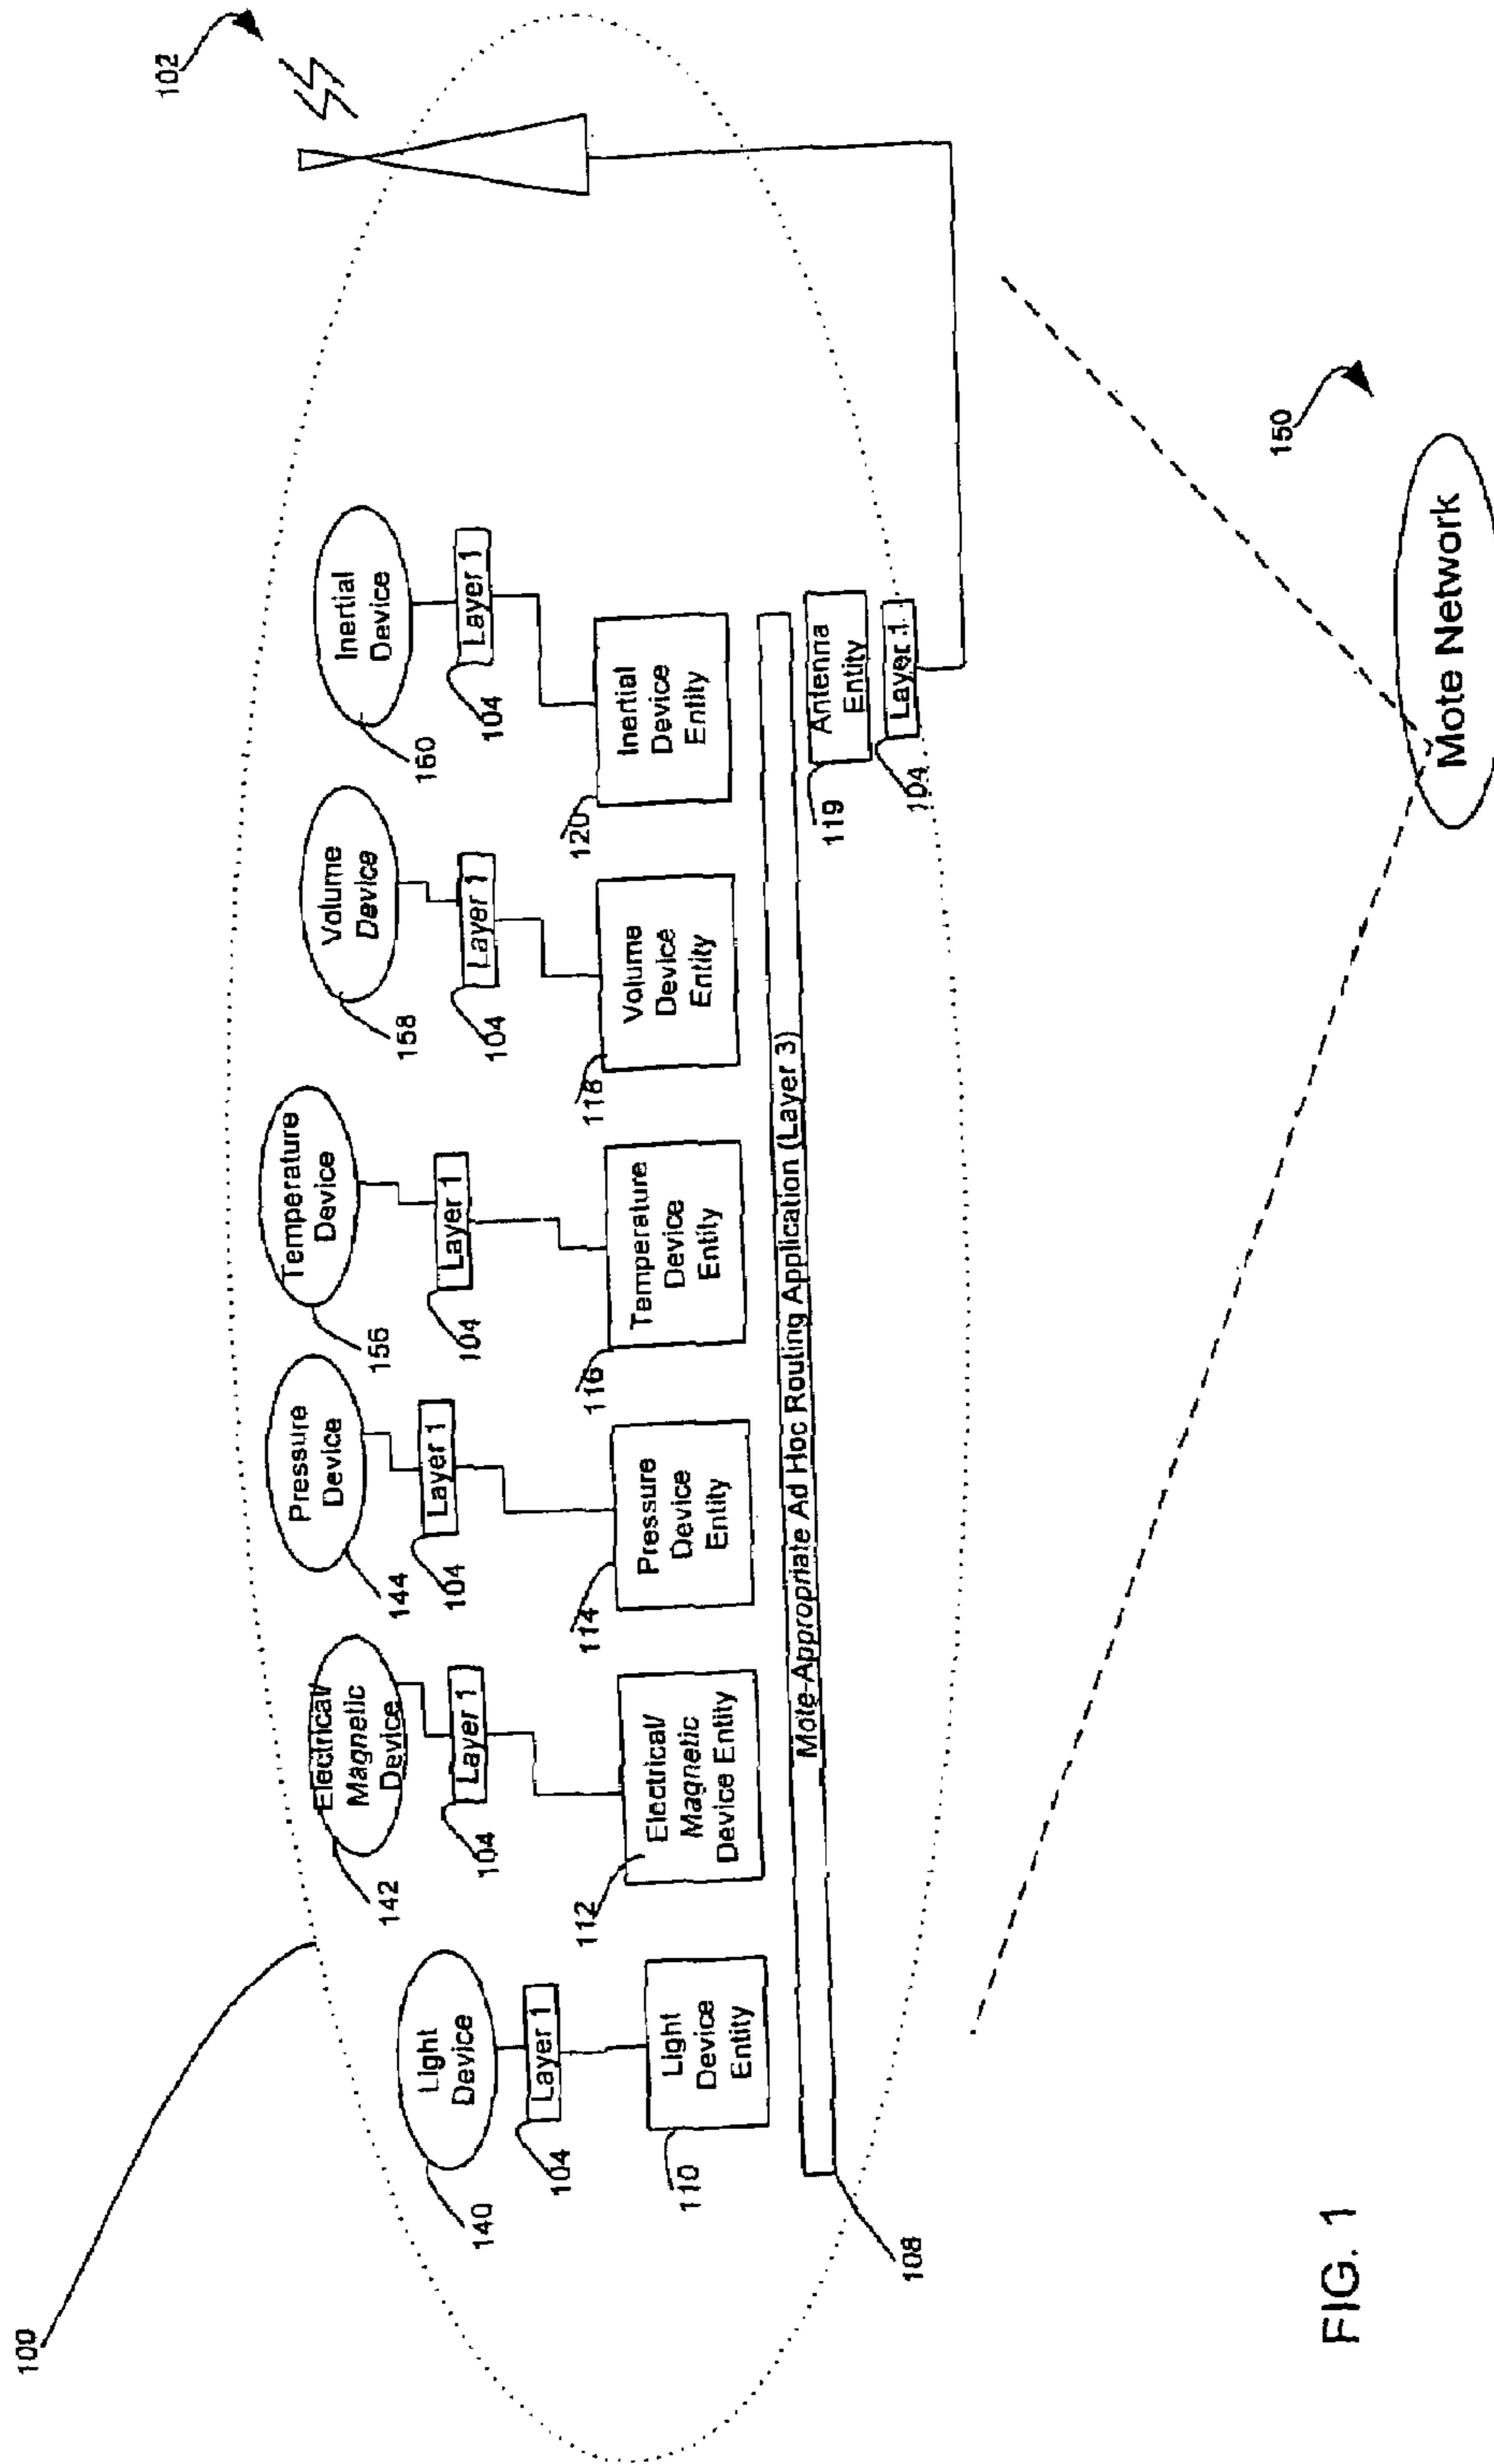 100
102
Light
Device
140
Layer 1
104
Light
Device
Entity
110
Electrical/
Magnetic
Device
142
Layer 1
104
Electrical/
Magnetic
Device Entity
112
Pressure
Device
144
Layer 1
104
Pressure
Device
Entity
114
Temperature
Device
156
Layer 1
104
Temperature
Device
Entity
116
Volume
Device
158
Layer 1
104
Volume
Device
Entity
118
Inertial
Device
160
Layer 1
104
Inertial
Device
Entity
120
Mote-Appropriate Ad Hoc Routing Application (Layer 3)
108
Antenna
Entity
119
Layer 1
104
150
Mote Network
FIG. 1